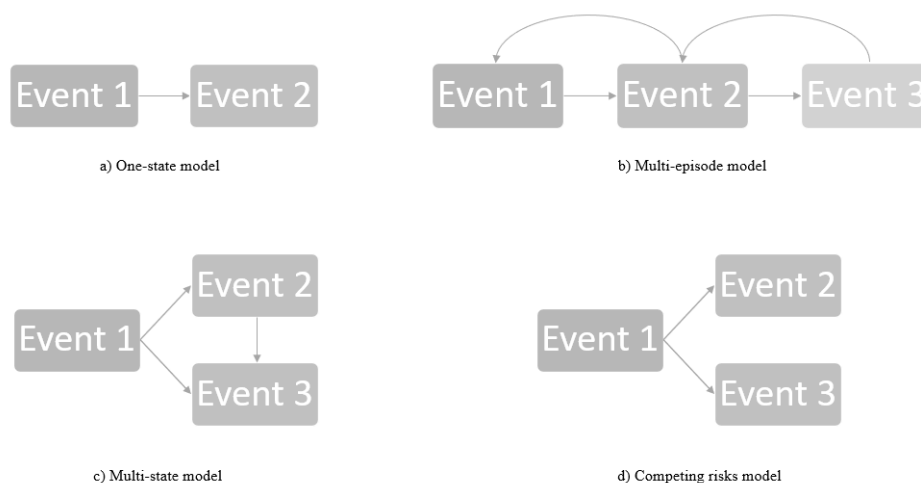 Event 1
Event 2
a) One-state model
Event 1
Event 2
Event 3
b) Multi-episode model
Event 1
Event 2
Event 3
c) Multi-state model
Event 1
Event 2
Event 3
d) Competing risks model